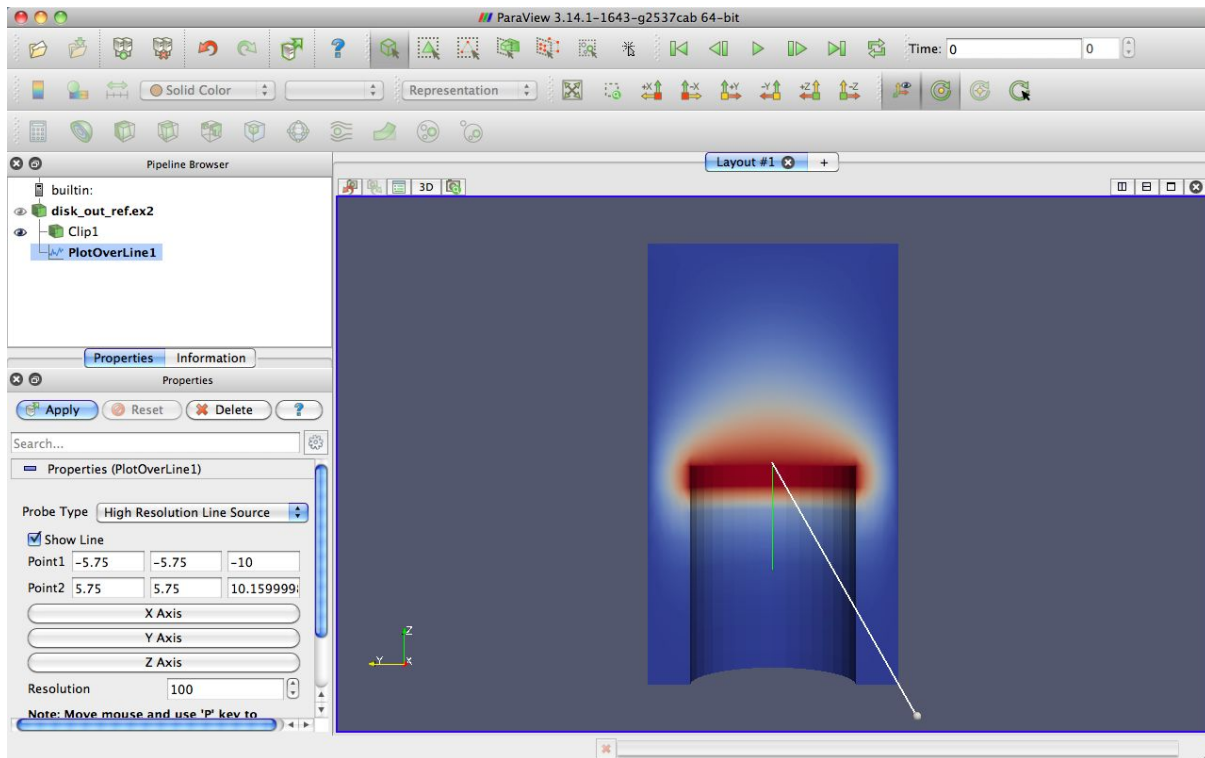 ParaView 3.14.1-1643-g2537cab 64-bit
? Time: 0 0
Solid Color Representation +X -X +Y -Y +Z -Z
Pipeline Browser
Layout #1 +
builtin:
3D
disk_out_ref.ex2
Clip1
PlotOverLine1
Properties Information
Properties
Apply Reset Delete ?
Search...
Properties (PlotOverLine1)
Probe Type High Resolution Line Source
Show Line
Point1 -5.75 -5.75 -10
Point2 5.75 5.75 10.159999
X Axis
Y Axis
Z Axis
Resolution 100
Note: Move mouse and use 'P' key to
Z
Y X